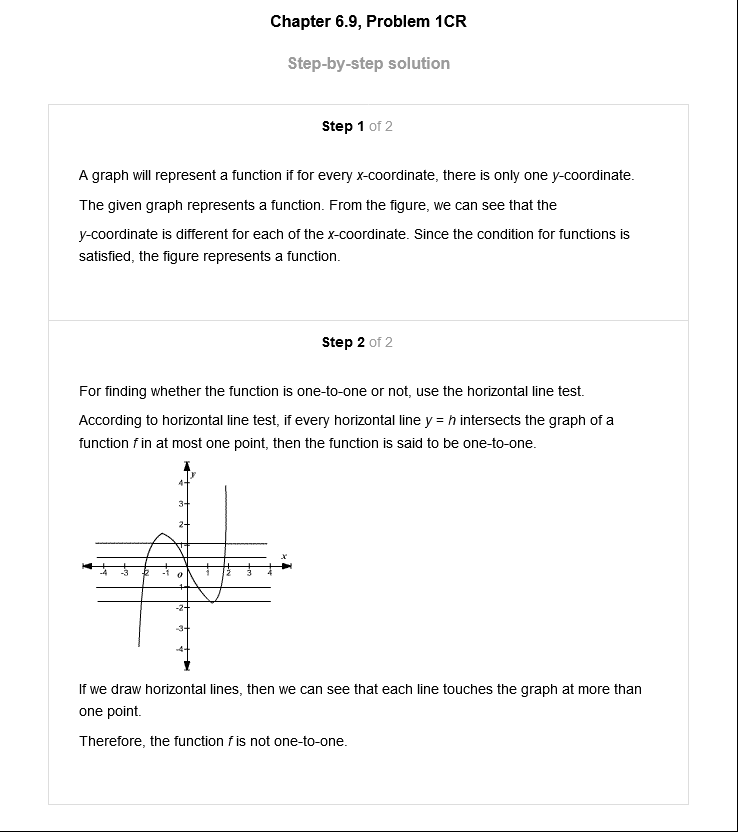 Chapter 6.9, Problem 1CR
Step-by-step solution
Step 1 of 2
A graph will represent a function if for every x-coordinate, there is only one y-coordinate.
The given graph represents a function. From the figure, we can see that the
y-coordinate is different for each of the x-coordinate. Since the condition for functions is
satisfied, the figure represents a function.
Step 2 of 2
For finding whether the function is one-to-one or not, use the horizontal line test.
According to horizontal line test, if every horizontal line y = h intersects the graph of a
function f in at most one point, then the function is said to be one-to-one.
y
4
3
2
1
x
-4 -3 -2 -1 o 1 2 3 4
-2
-3
-4
If we draw horizontal lines, then we can see that each line touches the graph at more than
one point.
Therefore, the function f is not one-to-one.